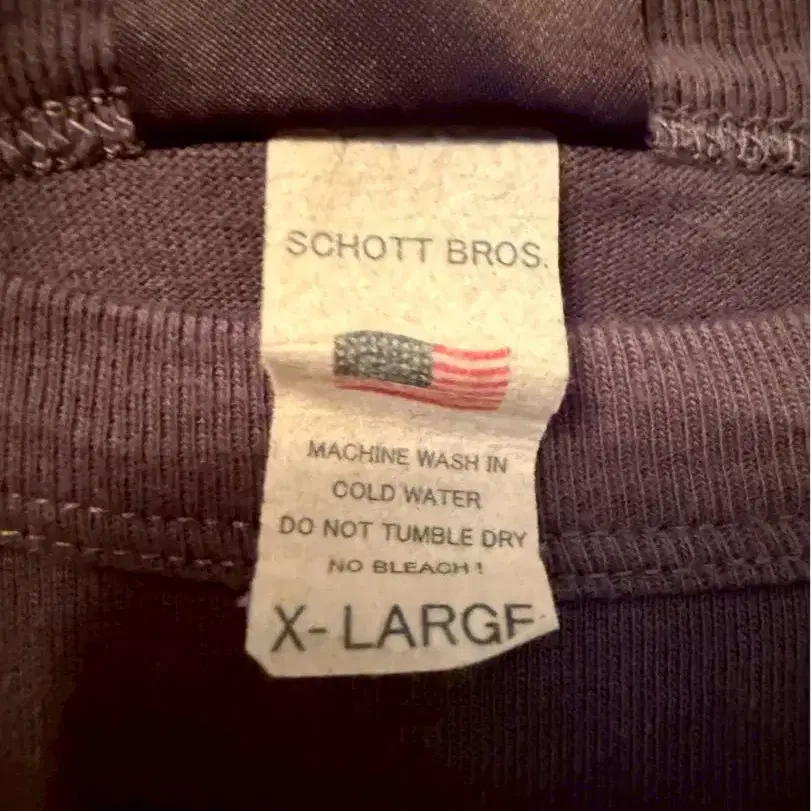 SCHOTT BROS.
MACHINE WASH IN
COLD WATER
DO NOT TUMBLE DRY
NO BLEACH !
X-LARGE